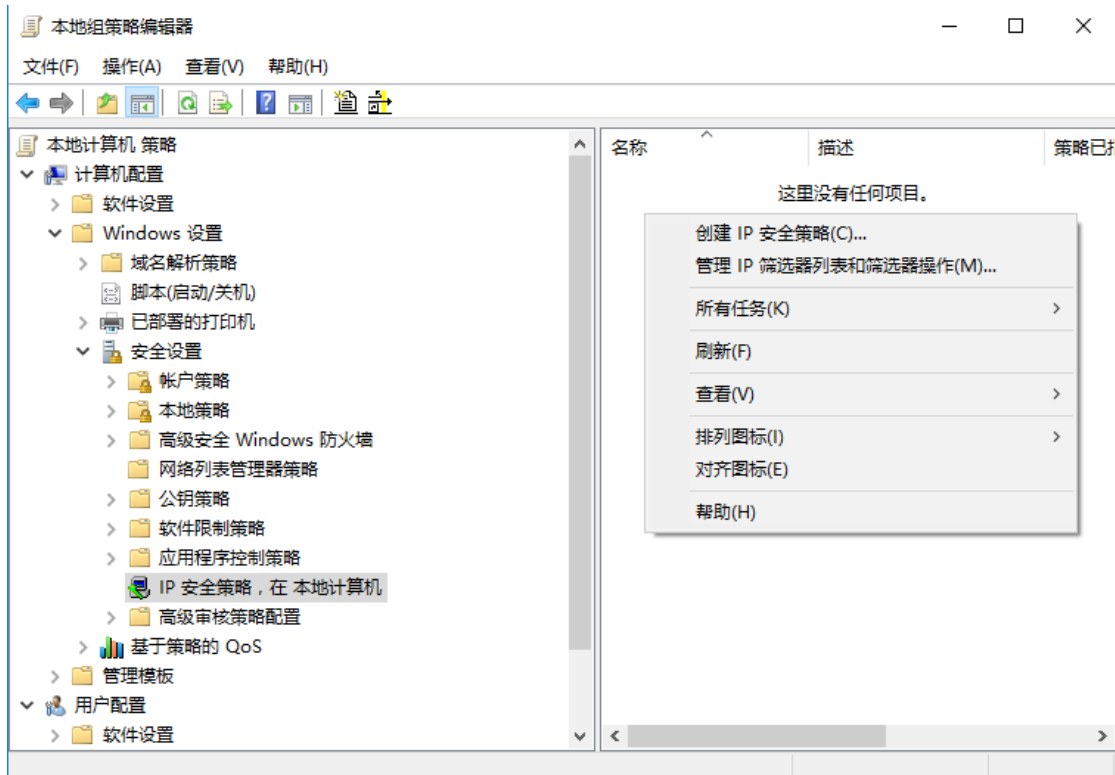 本地组策略编辑器
文件(F) 操作(A) 查看(V) 帮助(H)
本地计算机 策略
计算机配置
软件设置
Windows 设置
域名解析策略
脚本(启动/关机)
已部署的打印机
安全设置
帐户策略
本地策略
高级安全 Windows 防火墙
网络列表管理器策略
公钥策略
软件限制策略
应用程序控制策略
IP 安全策略，在 本地计算机
高级审核策略配置
基于策略的 QoS
管理模板
用户配置
软件设置
名称 描述 策略已
这里没有任何项目。
创建 IP 安全策略(C)...
管理 IP 筛选器列表和筛选器操作(M)...
所有任务(K)
刷新(F)
查看(V)
排列图标(I)
对齐图标(E)
帮助(H)